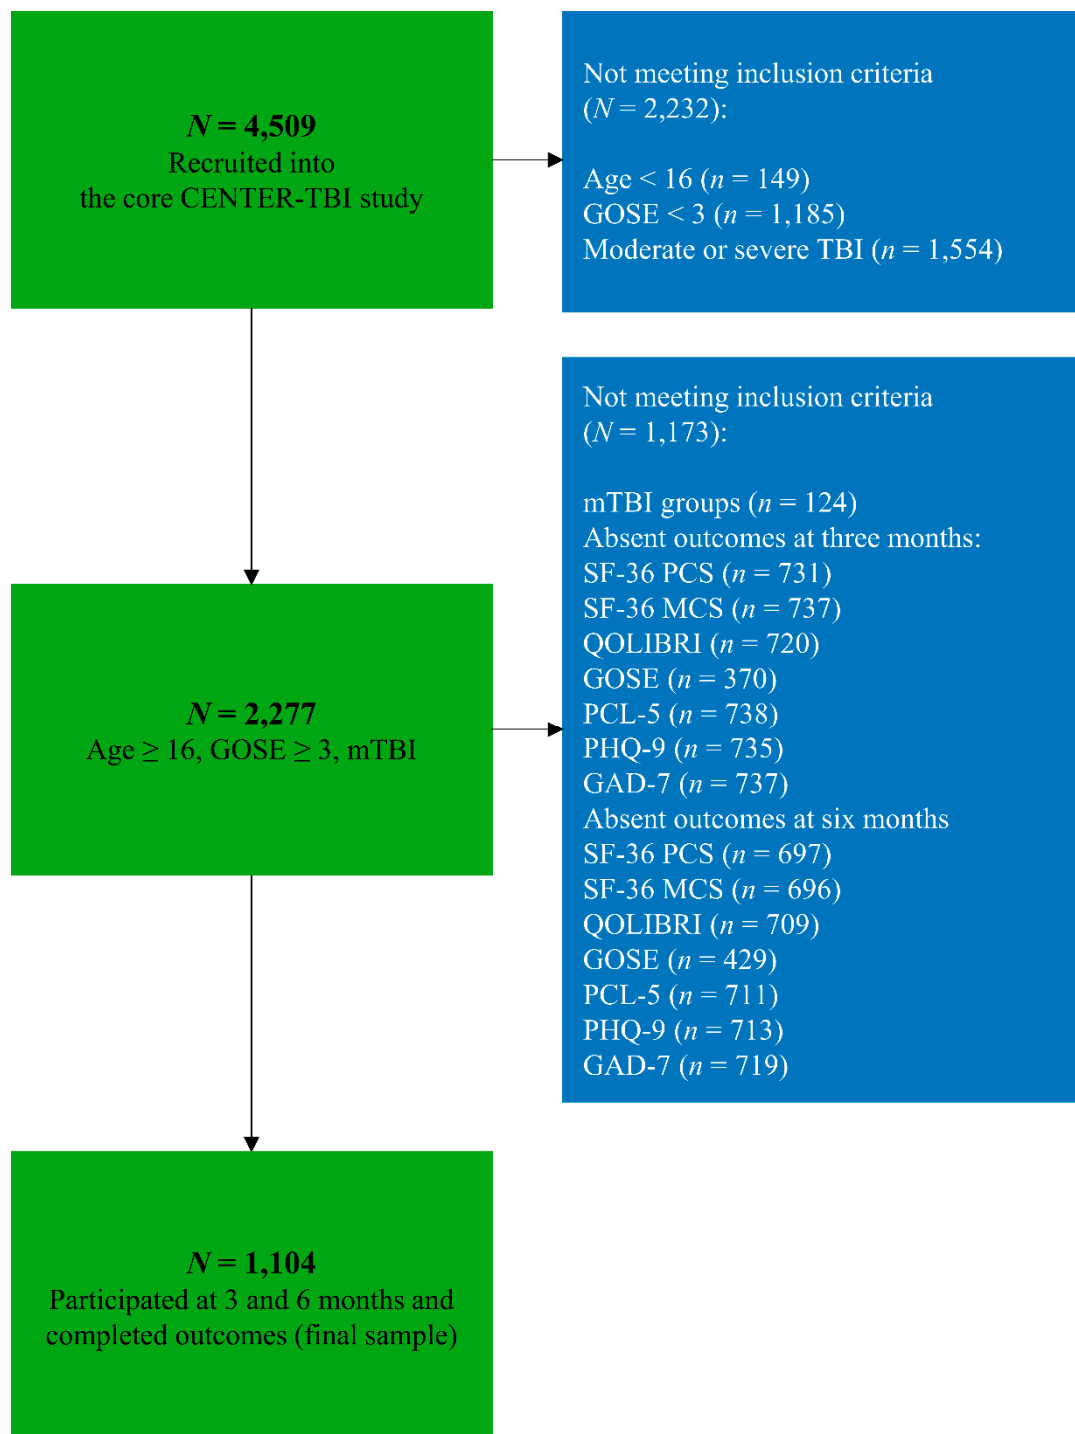 N = 4,509
Recruited into
the core CENTER-TBI study
Not meeting inclusion criteria
(N = 2,232):
Age < 16 (n = 149)
GOSE < 3 (n = 1,185)
Moderate or severe TBI (n = 1,554)
Not meeting inclusion criteria
(N = 1,173):
mTBI groups (n = 124)
Absent outcomes at three months:
SF-36 PCS (n = 731)
SF-36 MCS (n = 737)
QOLIBRI (n = 720)
GOSE (n = 370)
PCL-5 (n = 738)
PHQ-9 (n = 735)
GAD-7 (n = 737)
Absent outcomes at six months
SF-36 PCS (n = 697)
SF-36 MCS (n = 696)
QOLIBRI (n = 709)
GOSE (n = 429)
PCL-5 (n = 711)
PHQ-9 (n = 713)
GAD-7 (n = 719)
N = 2,277
Age ≥ 16, GOSE ≥ 3, mTBI
N = 1,104
Participated at 3 and 6 months and
completed outcomes (final sample)